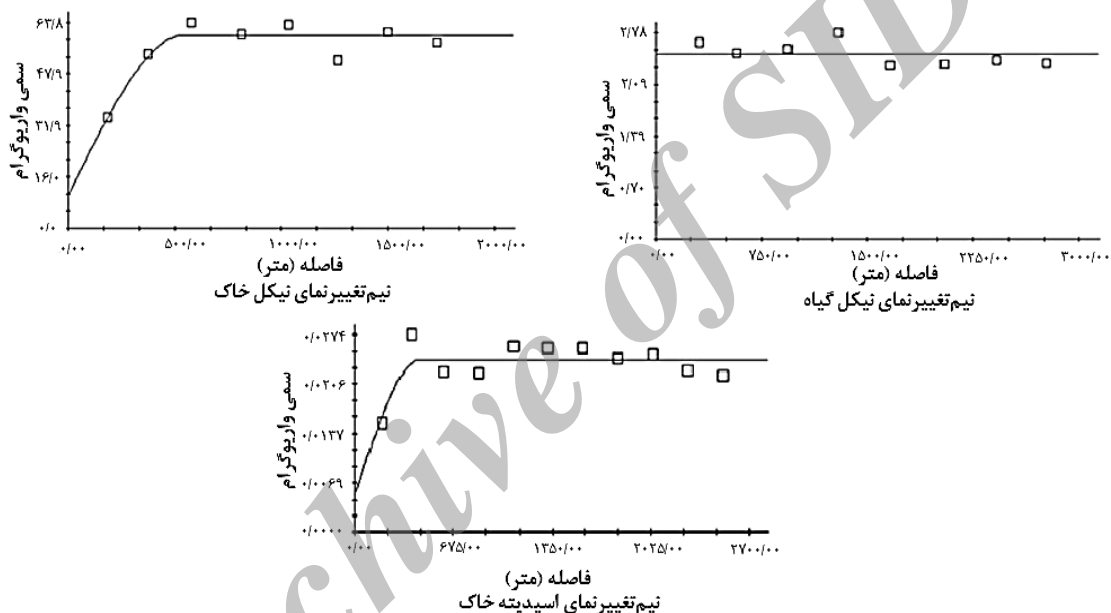 ۶۳/۸
۴۷/۹
۳۱/۹
۱۶/۰
۰/۰
سمی واریوگرام
۰/۰۰ ۵۰۰/۰۰ ۱۰۰۰/۰۰ ۱۵۰۰/۰۰ ۲۰۰۰/۰۰
فاصله (متر)
نیم‌تغییرنمای نیکل خاک
۲/۷۸
۲/۰۹
۱/۳۹
۰/۷۰
۰/۰۰
سمی واریوگرام
۰/۰۰ ۷۵۰/۰۰ ۱۵۰۰/۰۰ ۲۲۵۰/۰۰ ۳۰۰۰/۰۰
فاصله (متر)
نیم‌تغییرنمای نیکل گیاه
۰/۰۲۷۴
۰/۰۲۰۶
۰/۰۱۳۷
۰/۰۰۶۹
۰/۰۰۰۰
سمی واریوگرام
۰/۰۰ ۶۷۵/۰۰ ۱۳۵۰/۰۰ ۲۰۲۵/۰۰ ۲۷۰۰/۰۰
فاصله (متر)
نیم‌تغییرنمای اسیدیته خاک
chive of SID